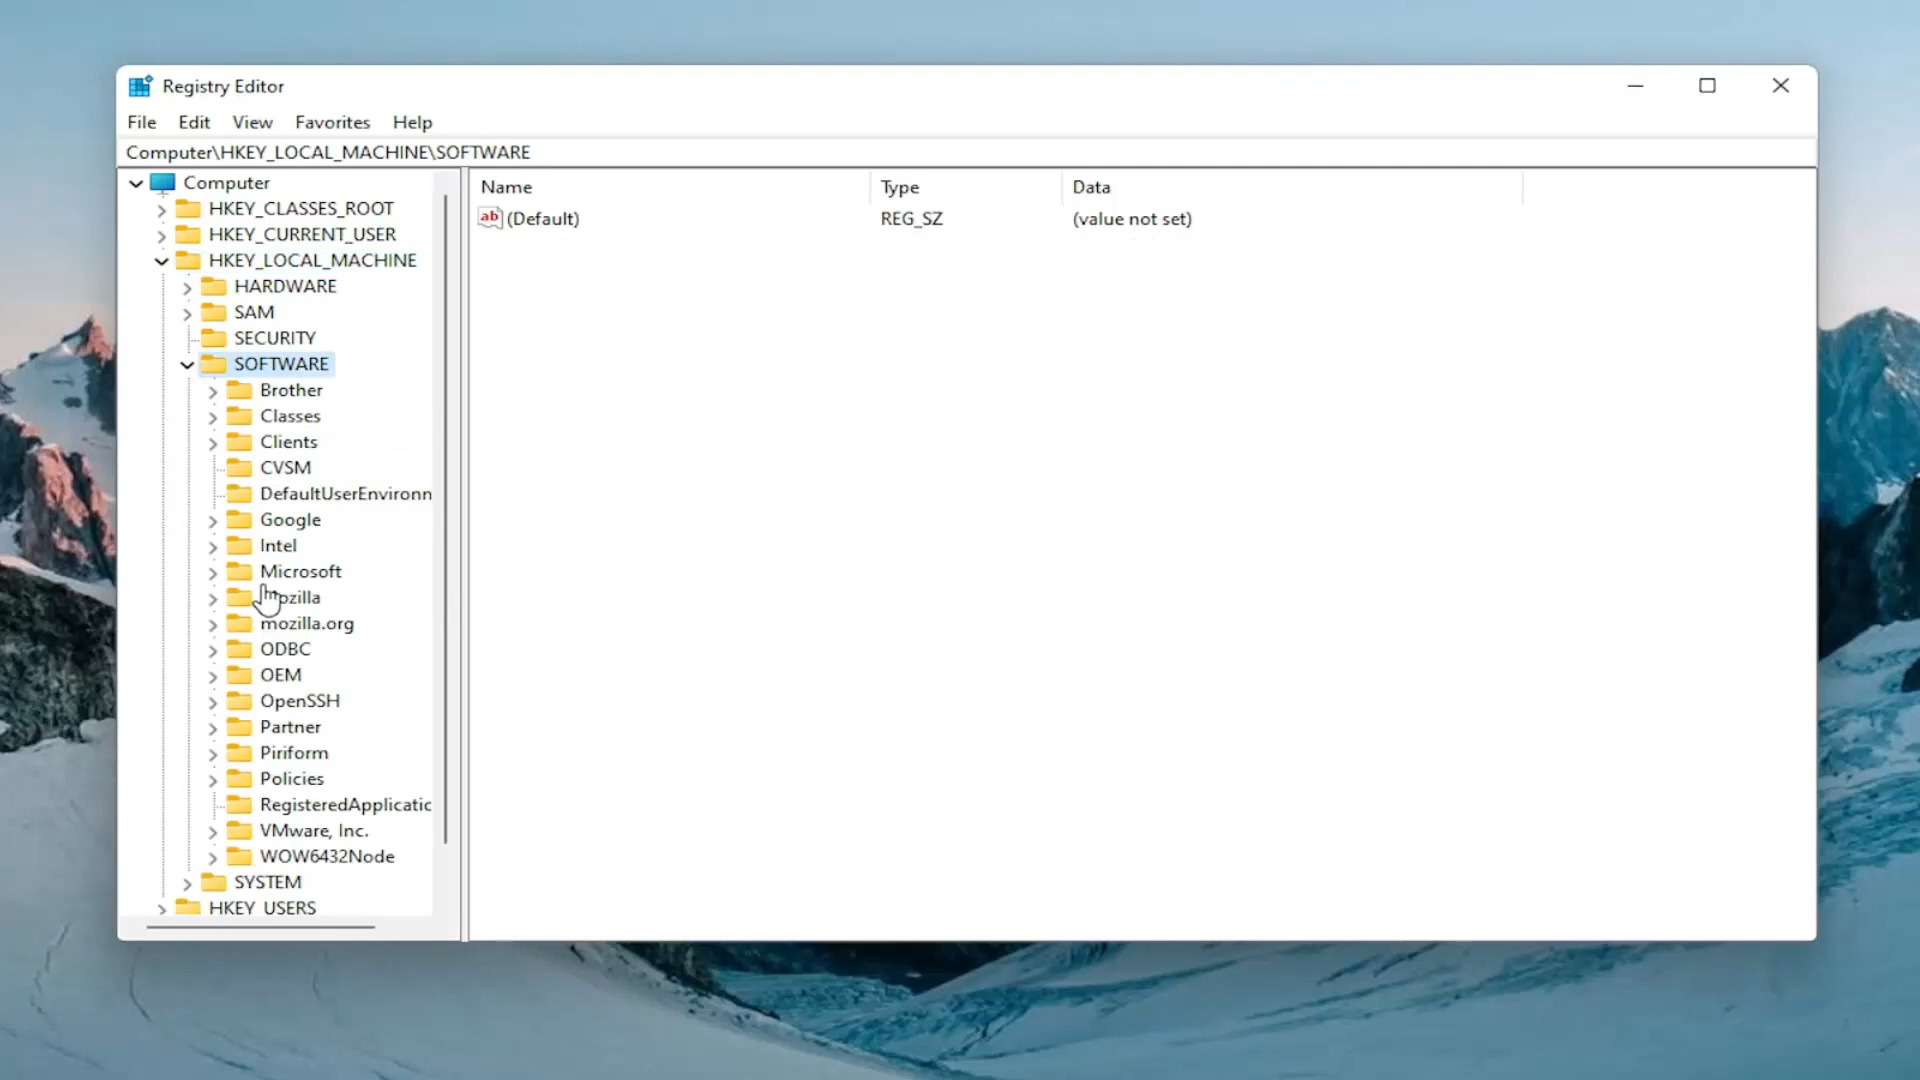 Registry Editor
File Edit View Favorites Help
Computer\HKEY_LOCAL_MACHINE\SOFTWARE
Computer
HKEY_CLASSES_ROOT
HKEY_CURRENT_USER
HKEY_LOCAL_MACHINE
HARDWARE
SAM
SECURITY
SOFTWARE
Brother
Classes
Clients
CVSM
DefaultUserEnvironn
Google
Intel
Microsoft
mozilla
mozilla.org
ODBC
OEM
OpenSSH
Partner
Piriform
Policies
RegisteredApplicatic
VMware, Inc.
WOW6432Node
SYSTEM
HKEY_USERS
Name Type Data
ab (Default) REG_SZ (value not set)